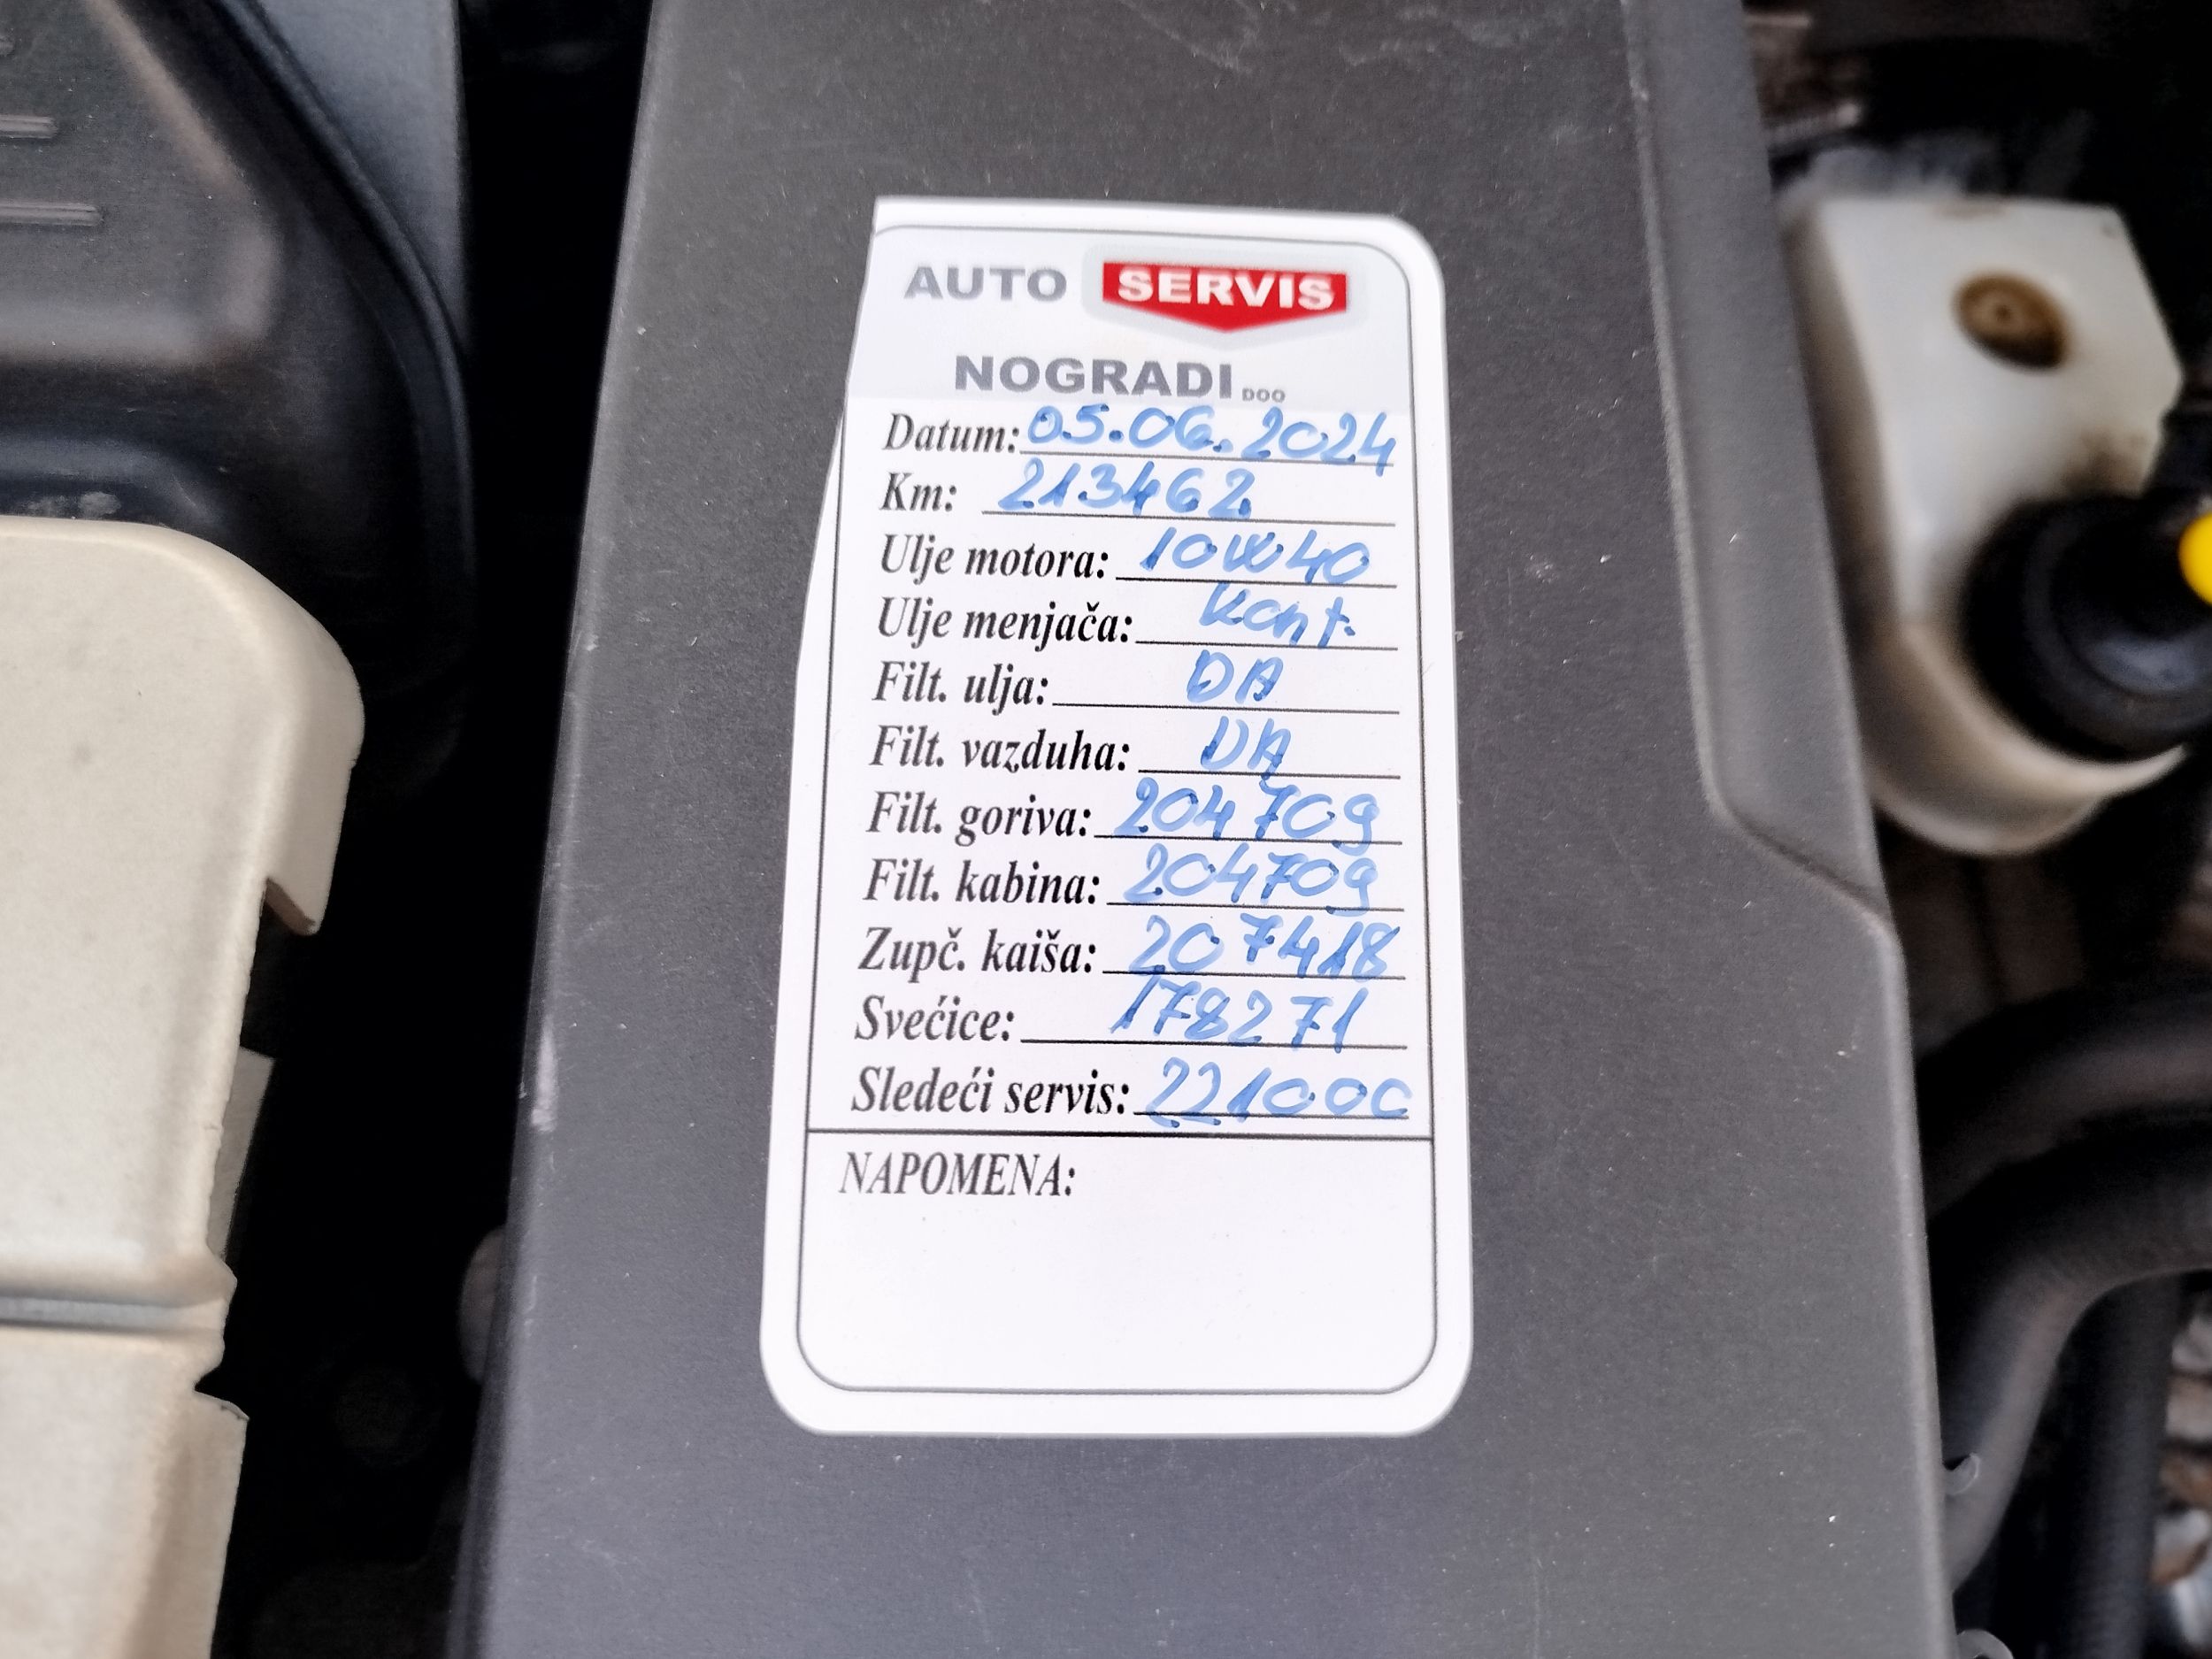 AUTO SERVIS
NOGRADI DOO
Datum: 05.06.2024
Km: 213462
Ulje motora: 10W40
Ulje menjača: Kont.
Filt. ulja: DA
Filt. vazduha: DA
Filt. goriva: 204709
Filt. kabina: 204709
Zupč. kaiša: 207418
Svećice: 178271
Sledeći servis: 221000
NAPOMENA: